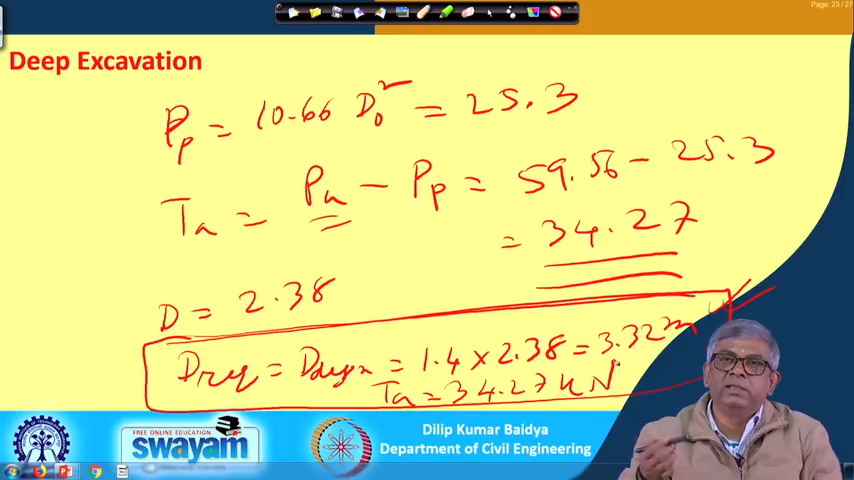 Page: 23 / 27
Deep Excavation
Pp = 10.66 D₀² = 25.3
Ta = Pa - Pp = 59.56 - 25.3
= 34.27
D = 2.38
Dreq = = 1.4 × 2.38 = 3.32 m
Ta = 34.27 kN
FREE ONLINE EDUCATION
swayam
Dilip Kumar Baidya
Department of Civil Engineering